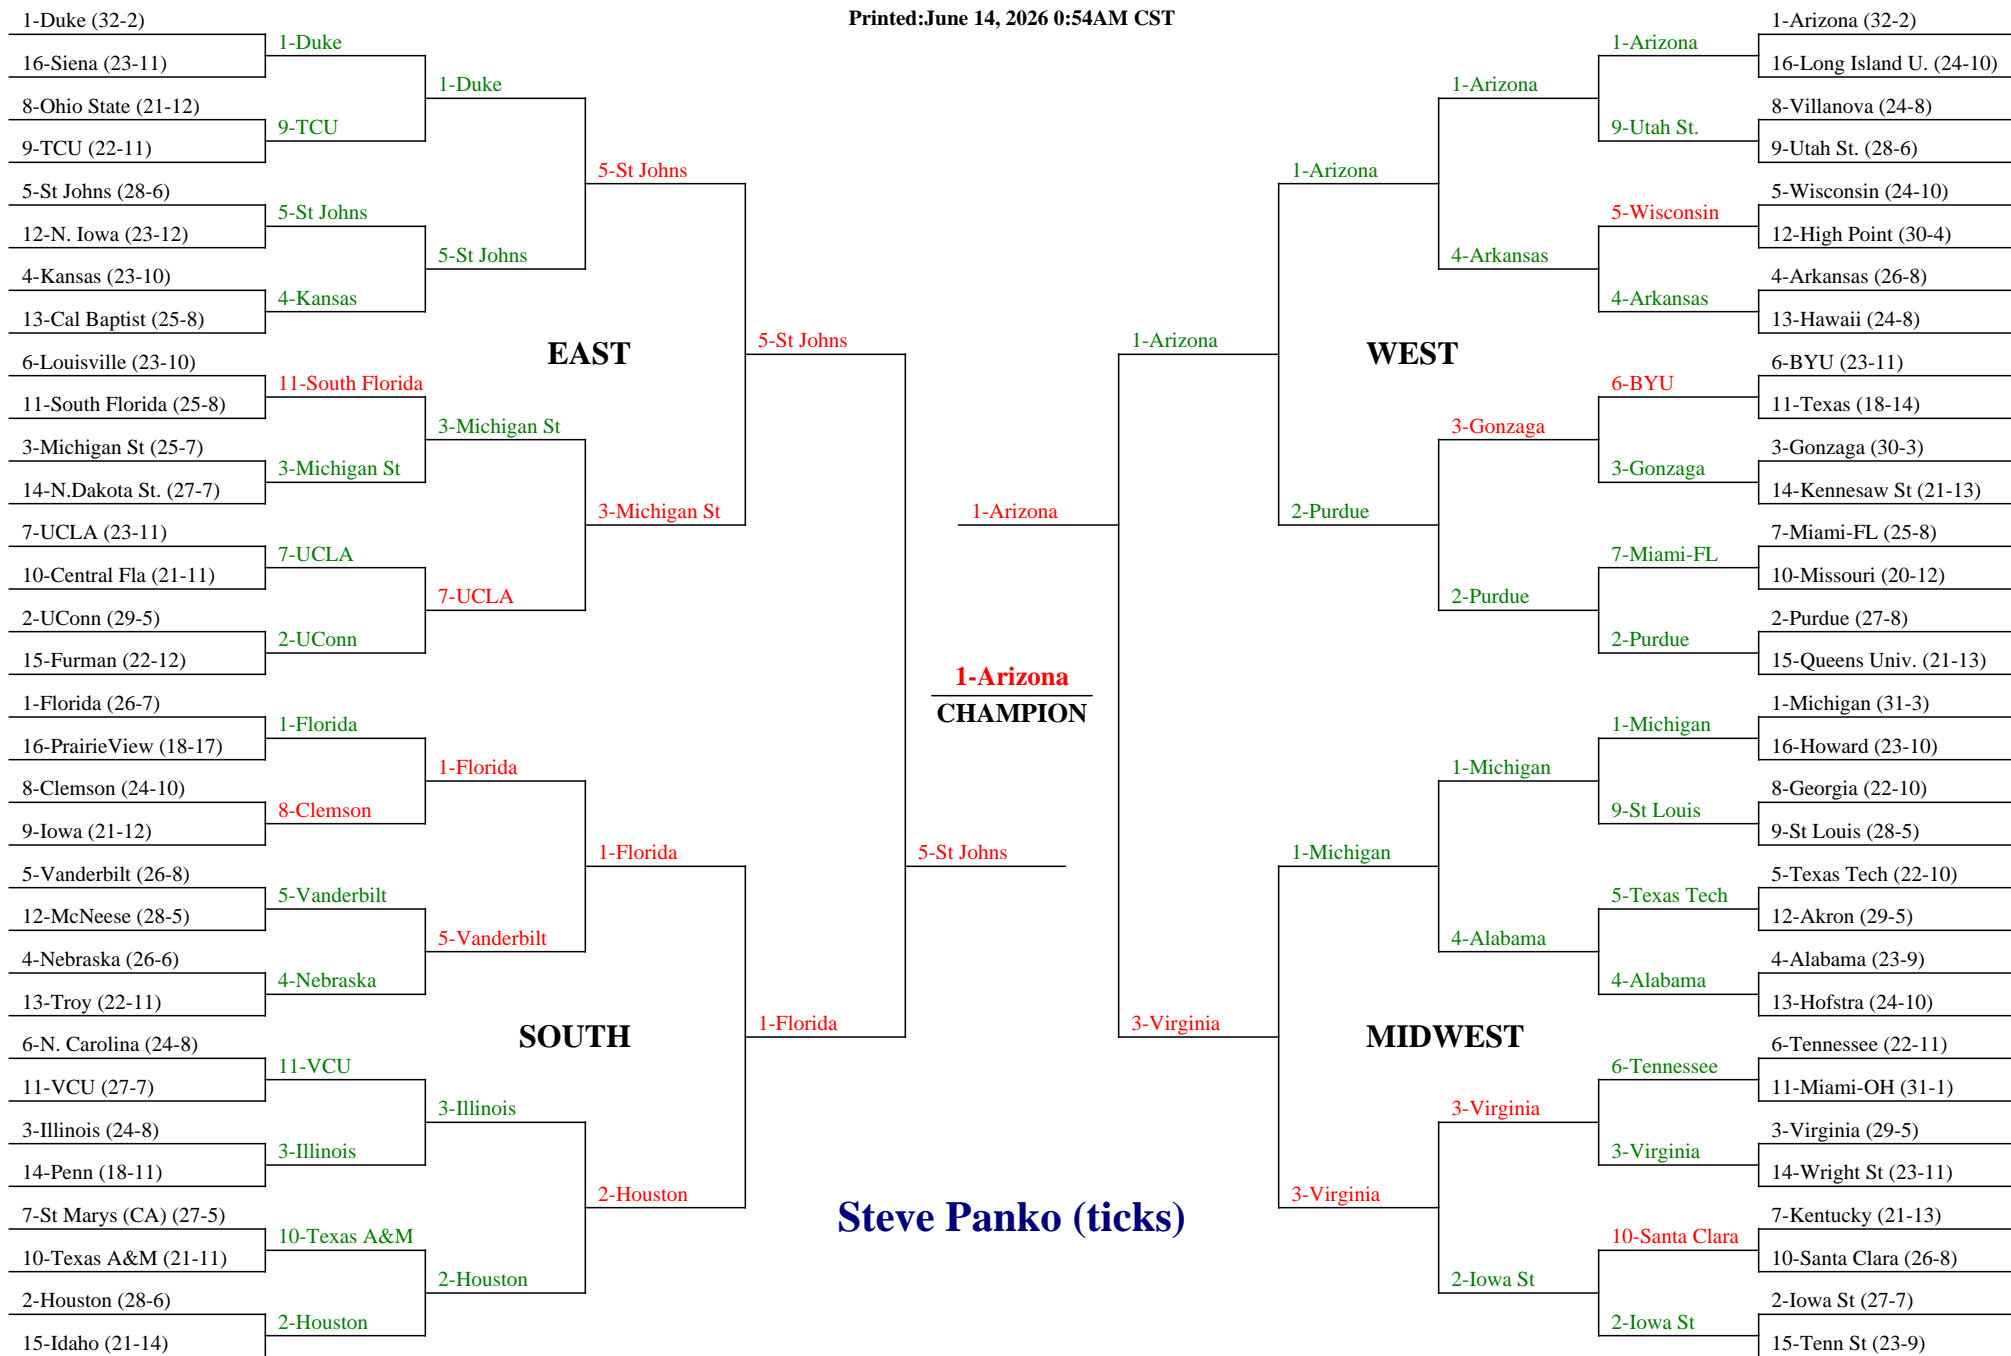 Printed:June 14, 2026 0:54AM CST
1-Duke (32-2)
16-Siena (23-11)
8-Ohio State (21-12)
9-TCU (22-11)
5-St Johns (28-6)
12-N. Iowa (23-12)
4-Kansas (23-10)
13-Cal Baptist (25-8)
6-Louisville (23-10)
11-South Florida (25-8)
3-Michigan St (25-7)
14-N.Dakota St. (27-7)
7-UCLA (23-11)
10-Central Fla (21-11)
2-UConn (29-5)
15-Furman (22-12)
1-Florida (26-7)
16-PrairieView (18-17)
8-Clemson (24-10)
9-Iowa (21-12)
5-Vanderbilt (26-8)
12-McNeese (28-5)
4-Nebraska (26-6)
13-Troy (22-11)
6-N. Carolina (24-8)
11-VCU (27-7)
3-Illinois (24-8)
14-Penn (18-11)
7-St Marys (CA) (27-5)
10-Texas A&M (21-11)
2-Houston (28-6)
15-Idaho (21-14)
1-Duke
9-TCU
5-St Johns
4-Kansas
11-South Florida
3-Michigan St
7-UCLA
2-UConn
1-Florida
8-Clemson
5-Vanderbilt
4-Nebraska
11-VCU
3-Illinois
10-Texas A&M
2-Houston
1-Duke
5-St Johns
3-Michigan St
7-UCLA
1-Florida
5-Vanderbilt
3-Illinois
2-Houston
5-St Johns
EAST
3-Michigan St
1-Florida
SOUTH
2-Houston
5-St Johns
1-Florida
5-St Johns
1-Arizona
1-Arizona
CHAMPION
Steve Panko (ticks)
1-Arizona
3-Virginia
1-Arizona
WEST
2-Purdue
1-Michigan
MIDWEST
3-Virginia
1-Arizona
4-Arkansas
3-Gonzaga
2-Purdue
1-Michigan
4-Alabama
3-Virginia
2-Iowa St
1-Arizona
9-Utah St.
5-Wisconsin
4-Arkansas
6-BYU
3-Gonzaga
7-Miami-FL
2-Purdue
1-Michigan
9-St Louis
5-Texas Tech
4-Alabama
6-Tennessee
3-Virginia
10-Santa Clara
2-Iowa St
1-Arizona (32-2)
16-Long Island U. (24-10)
8-Villanova (24-8)
9-Utah St. (28-6)
5-Wisconsin (24-10)
12-High Point (30-4)
4-Arkansas (26-8)
13-Hawaii (24-8)
6-BYU (23-11)
11-Texas (18-14)
3-Gonzaga (30-3)
14-Kennesaw St (21-13)
7-Miami-FL (25-8)
10-Missouri (20-12)
2-Purdue (27-8)
15-Queens Univ. (21-13)
1-Michigan (31-3)
16-Howard (23-10)
8-Georgia (22-10)
9-St Louis (28-5)
5-Texas Tech (22-10)
12-Akron (29-5)
4-Alabama (23-9)
13-Hofstra (24-10)
6-Tennessee (22-11)
11-Miami-OH (31-1)
3-Virginia (29-5)
14-Wright St (23-11)
7-Kentucky (21-13)
10-Santa Clara (26-8)
2-Iowa St (27-7)
15-Tenn St (23-9)